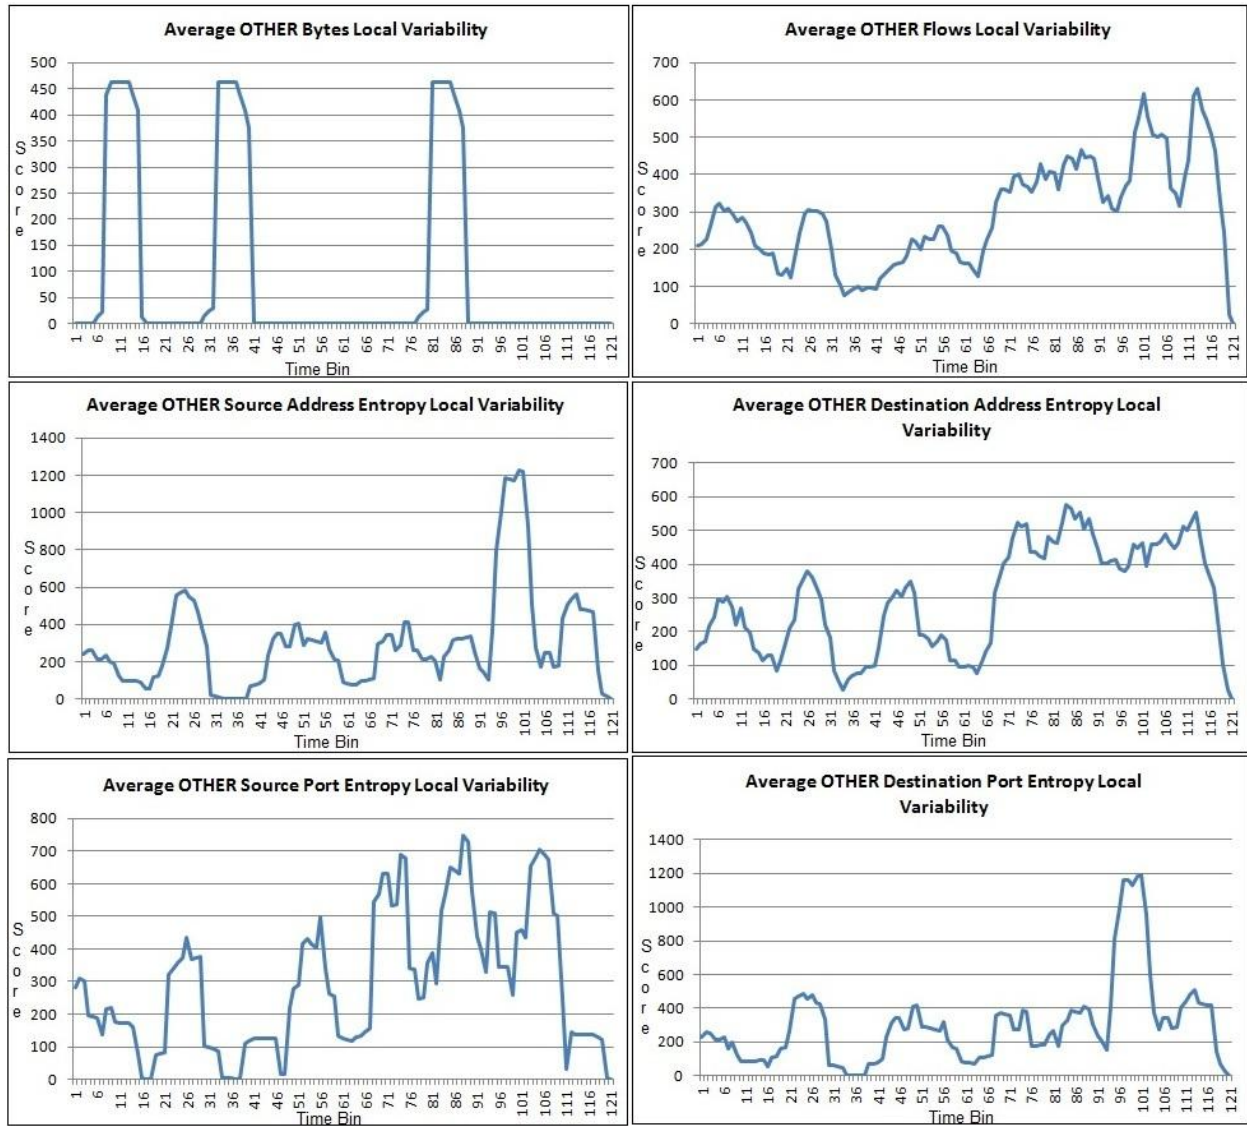 Average OTHER Bytes Local Variability
500
450
400
350
300
250
200
150
100
50
0
Score
1 6 11 16 21 26 31 36 41 46 51 56 61 66 71 76 81 86 91 96 101 106 111 116 121
Time Bin
Average OTHER Flows Local Variability
700
600
500
400
300
200
100
0
Score
1 6 11 16 21 26 31 36 41 46 51 56 61 66 71 76 81 86 91 96 101 106 111 116 121
Time Bin
Average OTHER Source Address Entropy Local Variability
1400
1200
1000
800
600
400
200
0
Score
1 6 11 16 21 26 31 36 41 46 51 56 61 66 71 76 81 86 91 96 101 106 111 116 121
Time Bin
Average OTHER Destination Address Entropy Local
Variability
700
600
500
400
300
200
100
0
Score
1 6 11 16 21 26 31 36 41 46 51 56 61 66 71 76 81 86 91 96 101 106 111 116 121
Time Bin
Average OTHER Source Port Entropy Local Variability
800
700
600
500
400
300
200
100
0
Score
1 6 11 16 21 26 31 36 41 46 51 56 61 66 71 76 81 86 91 96 101 106 111 116 121
Time Bin
Average OTHER Destination Port Entropy Local
Variability
1400
1200
1000
800
600
400
200
0
Score
1 6 11 16 21 26 31 36 41 46 51 56 61 66 71 76 81 86 91 96 101 106 111 116 121
Time Bin